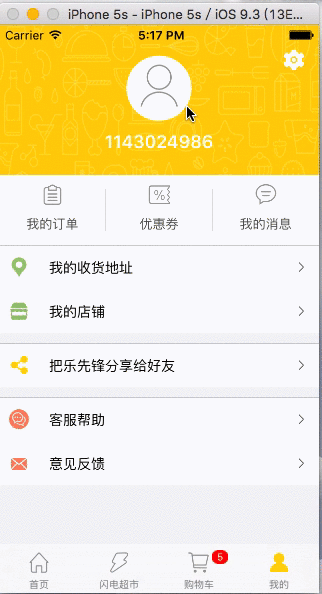 iPhone 5s - iPhone 5s / iOS 9.3 (13E...
Carrier 5:17 PM
1143024986
%
我的订单 优惠券 我的消息
我的收货地址
我的店铺
把乐先锋分享给好友
客服帮助
意见反馈
5
首页 闪电超市 购物车 我的